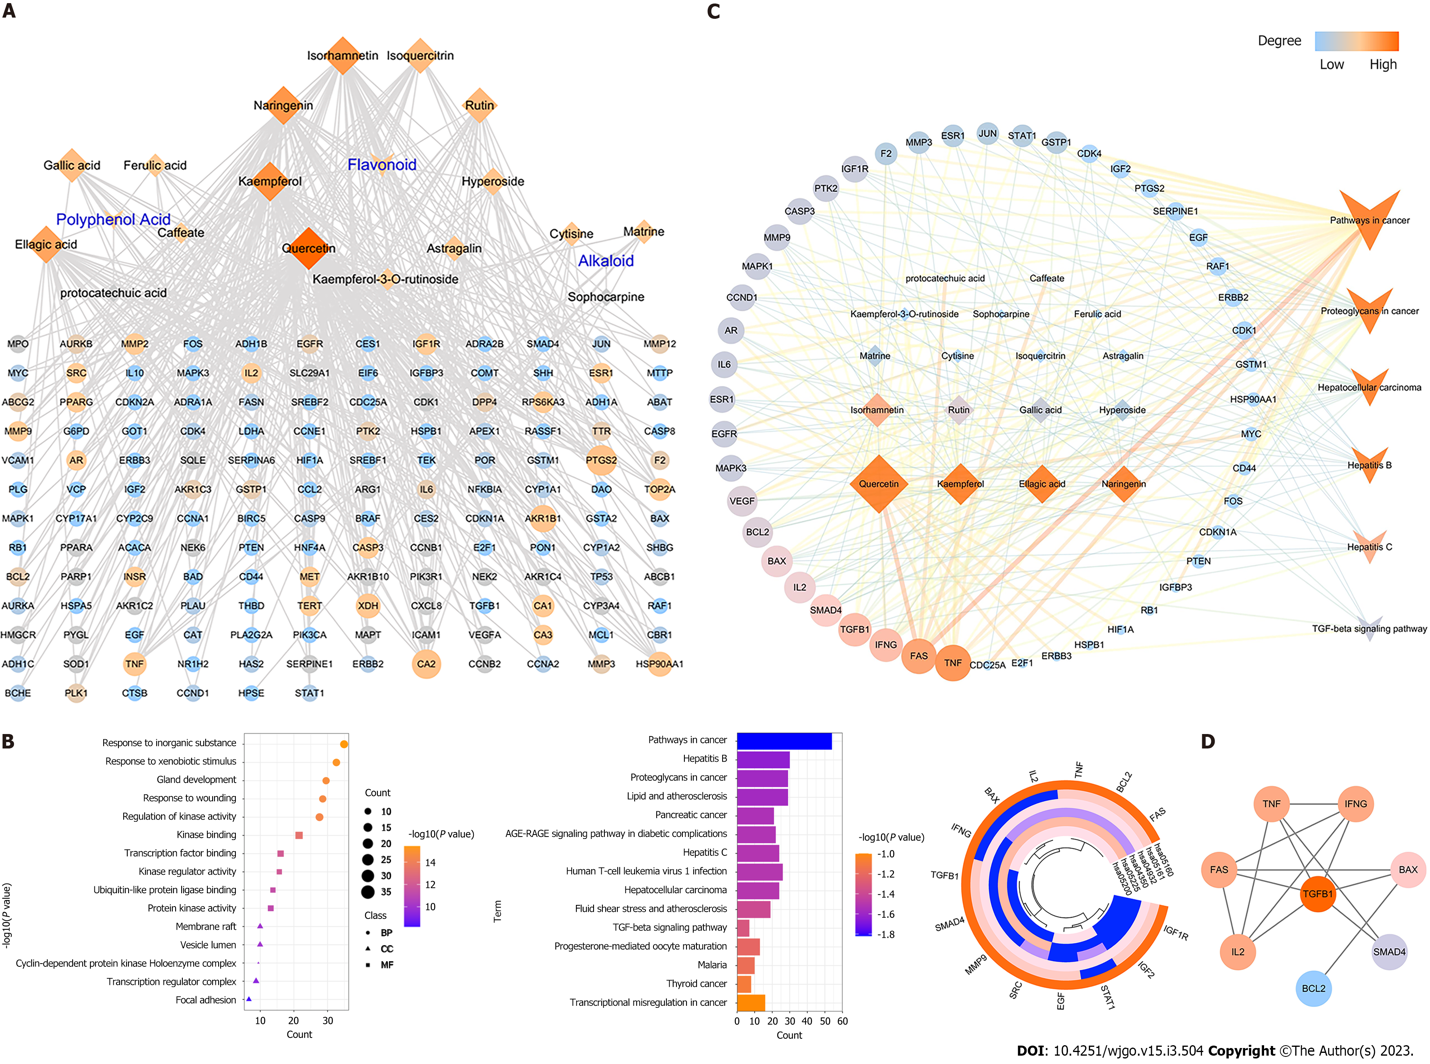 A
Isorhamnetin Isoquercitrin
Naringenin Rutin
Gallic acid Ferulic acid Flavonoid
Kaempferol Hyperoside
Polyphenol Acid
Caffeate Cytisine Matrine
Ellagic acid Quercetin Astragalin
Alkaloid
Kaempferol-3-O-rutinoside
protocatechuic acid Sophocarpine
MPO AURKB MMP2 FOS ADH1B EGFR CES1 IGF1R ADRA2B SMAD4 JUN MMP12
MYC SRC IL10 MAPK3 IL2 SLC29A1 EIF6 IGFBP3 COMT SHH ESR1 MTTP
ABCG2 PPARG CDKN2A ADRA1A FASN SREBF2 CDC25A CDK1 DPP4 RPS6KA3 ADH1A ABAT
MMP9 G6PD GOT1 CDK4 LDHA CCNE1 PTK2 HSPB1 APEX1 RASSF1 TTR CASP8
VCAM1 AR ERBB3 SQLE SERPINA6 HIF1A SREBF1 TEK POR GSTM1 PTGS2 F2
PLG VCP IGF2 AKR1C3 GSTP1 CCL2 ARG1 IL6 NFKBIA CYP1A1 DAO TOP2A
MAPK1 CYP17A1 CYP2C9 CCNA1 BIRC5 CASP9 BRAF CES2 CDKN1A AKR1B1 GSTA2 BAX
RB1 PPARA ACACA NEK6 PTEN HNF4A CASP3 CCNB1 E2F1 PON1 CYP1A2 SHBG
BCL2 PARP1 INSR BAD CD44 MET AKR1B10 PIK3R1 NEK2 AKR1C4 TP53 ABCB1
AURKA HSPA5 AKR1C2 PLAU THBD TERT XDH CXCL8 TGFB1 CA1 CYP3A4 RAF1
HMGCR PYGL EGF CAT PLA2G2A PIK3CA MAPT ICAM1 VEGFA CA3 MCL1 CBR1
ADH1C SOD1 TNF NR1H2 HAS2 SERPINE1 ERBB2 CA2 CCNB2 CCNA2 MMP3 HSP90AA1
BCHE PLK1 CTSB CCND1 HPSE STAT1
C
Degree
Low High
JUN
ESR1 STAT1
MMP3 GSTP1
F2 CDK4
IGF1R IGF2
PTK2 PTGS2
CASP3 SERPINE1
MMP9 EGF
MAPK1 RAF1
CCND1 ERBB2
AR CDK1
IL6 GSTM1
ESR1 HSP90AA1
EGFR MYC
MAPK3 CD44
VEGF FOS
BCL2 CDKN1A
BAX PTEN
IL2 IGFBP3
SMAD4 RB1
TGFB1 HIF1A
IFNG HSPB1
FAS TNF CDC25A E2F1 ERBB3
protocatechuic acid Caffeate
Kaempferol-3-O-rutinoside Sophocarpine Ferulic acid
Matrine Cytisine Isoquercitrin Astragalin
Isorhamnetin Rutin Gallic acid Hyperoside
Quercetin Kaempferol Ellagic acid Naringenin
Pathways in cancer
Proteoglycans in cancer
Hepatocellular carcinoma
Hepatitis B
Hepatitis C
TGF-beta signaling pathway
B
-log10(P value)
Response to inorganic substance
Response to xenobiotic stimulus
Gland development
Response to wounding
Regulation of kinase activity
Kinase binding
Transcription factor binding
Kinase regulator activity
Ubiquitin-like protein ligase binding
Protein kinase activity
Membrane raft
Vesicle lumen
Cyclin-dependent protein kinase Holoenzyme complex
Transcription regulator complex
Focal adhesion
10 20 30
Count
Count
10
15
20
25
30
35
Class
BP
CC
MF
-log10(P value)
14
12
10
Term
Pathways in cancer
Hepatitis B
Proteoglycans in cancer
Lipid and atherosclerosis
Pancreatic cancer
AGE-RAGE signaling pathway in diabetic complications
Hepatitis C
Human T-cell leukemia virus 1 infection
Hepatocellular carcinoma
Fluid shear stress and atherosclerosis
TGF-beta signaling pathway
Progesterone-mediated oocyte maturation
Malaria
Thyroid cancer
Transcriptional misregulation in cancer
0 10 20 30 40 50 60
Count
-log10(P value)
-1.0
-1.2
-1.4
-1.6
-1.8
FAS
BCL2
TNF
IL2
BAX
IFNG
TGFB1
SMAD4
MMP9
SRC
EGF
STAT1
IGF2
IGF1R
hsa05160
hsa05161
hsa04932
hsa04350
hsa05225
hsa05200
D
TNF IFNG
FAS BAX
TGFB1
IL2 SMAD4
BCL2
DOI: 10.4251/wjgo.v15.i3.504 Copyright ©The Author(s) 2023.